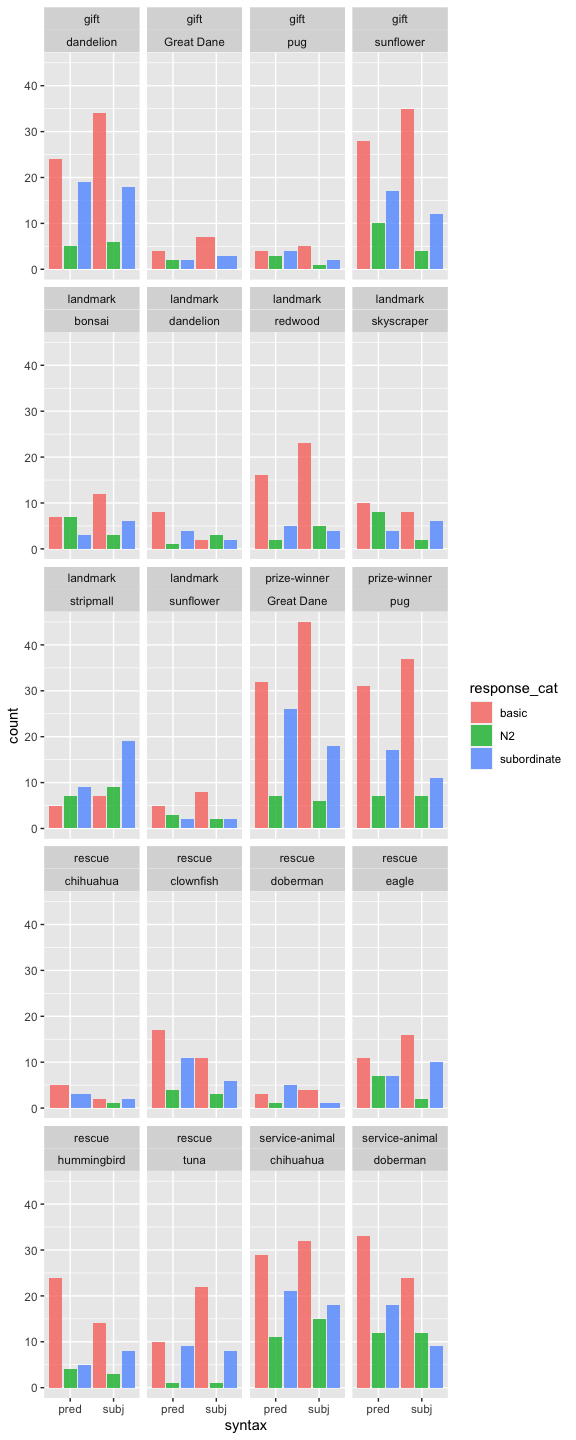 gift gift gift gift
dandelion Great Dane pug sunflower
40
30
20
10
0
landmark landmark landmark landmark
bonsai dandelion redwood skyscraper
40
30
20
10
0
landmark landmark prize-winner prize-winner
stripmall sunflower Great Dane pug
40
30
20
10
0
count
response_cat
basic
N2
subordinate
rescue rescue rescue rescue
chihuahua clownfish doberman eagle
40
30
20
10
0
rescue rescue service-animal service-animal
hummingbird tuna chihuahua doberman
40
30
20
10
0
pred subj pred subj pred subj pred subj
syntax